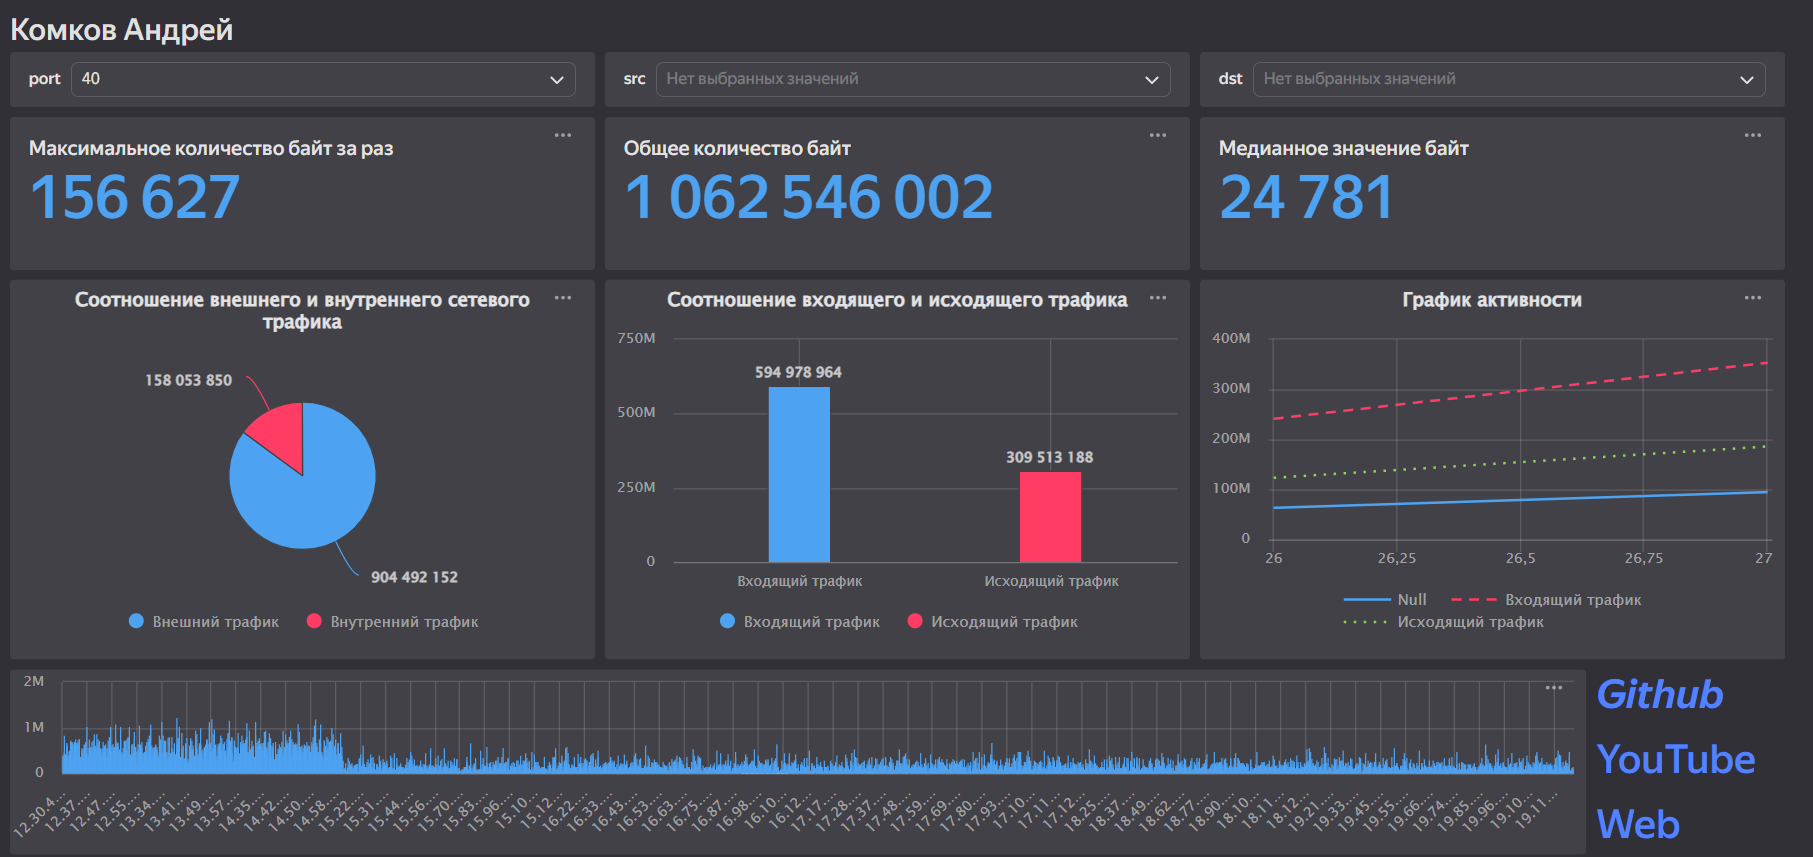 Комков Андрей
port 40
src Нет выбранных значений
dst Нет выбранных значений
Максимальное количество байт за раз
156 627
Общее количество байт
1 062 546 002
Медианное значение байт
24 781
Соотношение внешнего и внутреннего сетевого
трафика
158 053 850
904 492 152
Внешний трафик Внутренний трафик
Соотношение входящего и исходящего трафика
750M
594 978 964
500M
309 513 188
250M
0
Входящий трафик Исходящий трафик
Входящий трафик Исходящий трафик
График активности
400M
300M
200M
100M
0
26 26,25 26,5 26,75 27
Null Входящий трафик
Исходящий трафик
2M
1M
0
12.30.4... 12.37.... 12.47.... 12.55.... 13.34.... 13.41.... 13.49.... 13.57.... 14.35.... 14.42.... 14.50.... 14.58.... 15.22.... 15.31.... 15.44.... 15.56.... 15.70.... 15.83.... 15.96.... 15.10... 15.12... 16.22.... 16.33.... 16.43.... 16.53.... 16.63.... 16.75.... 16.87.... 16.98.... 16.10... 16.12... 17.17.... 17.28.... 17.37.... 17.48.... 17.59.... 17.69.... 17.80.... 17.93.... 17.10... 17.11... 17.12... 18.25.... 18.37.... 18.49.... 18.62.... 18.77.... 18.90.... 18.10... 18.11... 18.12... 19.21.... 19.33.... 19.45.... 19.55.... 19.66.... 19.74.... 19.85.... 19.96.... 19.10... 19.11...
Github
YouTube
Web